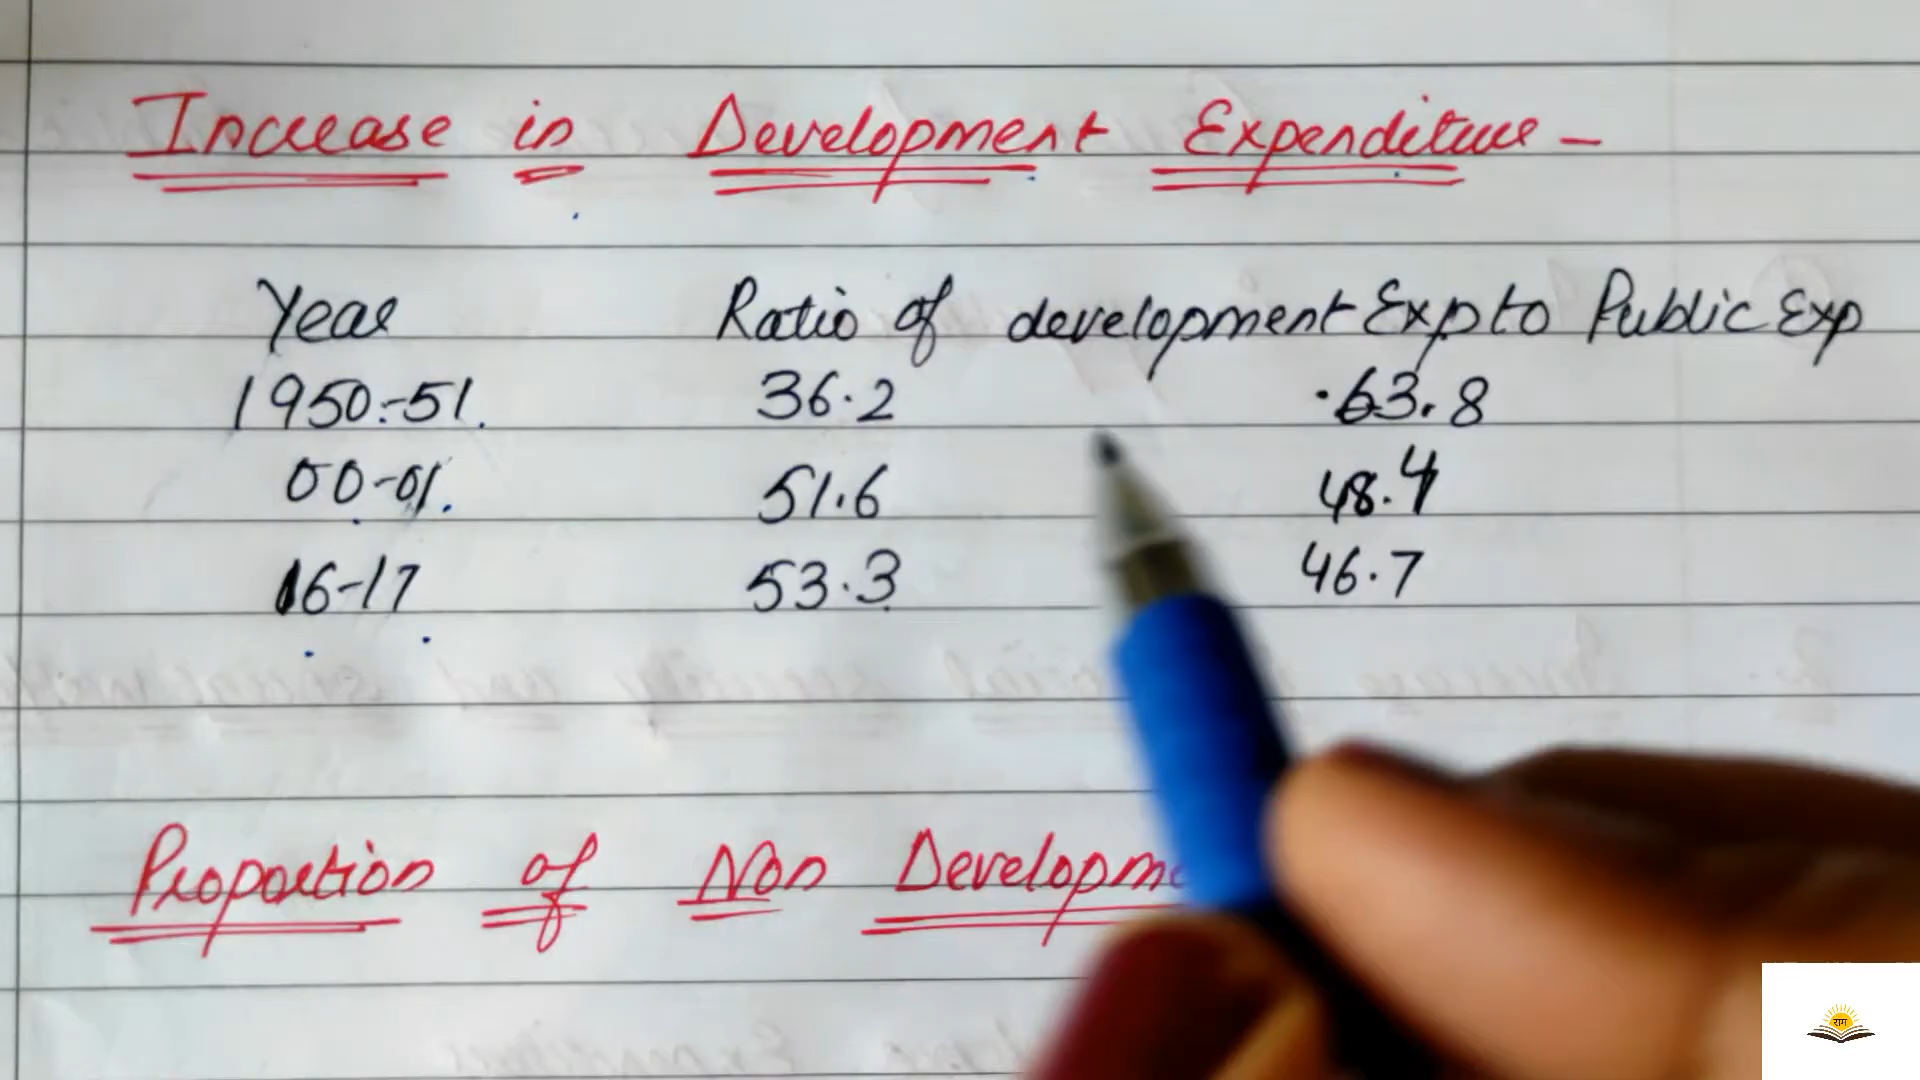 Increase in Development Expenditure -
Year Ratio of development Exp to Public Exp
1950-51. 36.2 63.8
00-01. 51.6 48.4
16-17 53.3 46.7
Proportion of Non Developm
राग